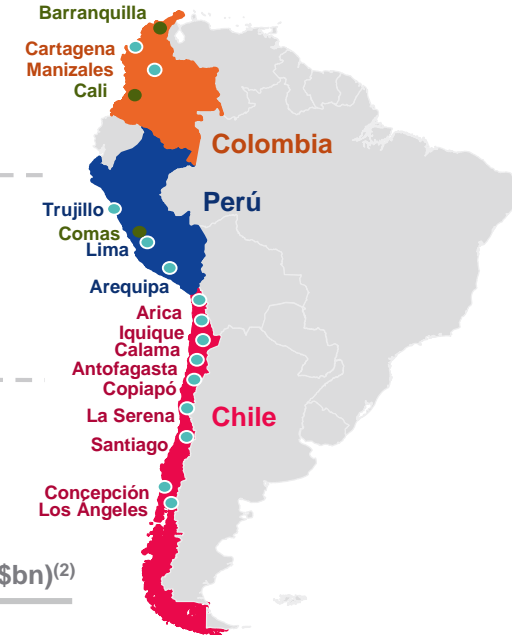 Barranquilla
Cartagena
Manizales
Cali
Colombia
Perú
Trujillo
Comas
Lima
Arequipa
Arica
Iquique
Calama
Antofagasta
Copiapó
La Serena
Chile
Santiago
Concepción
Los Ángeles
$bn)(2)